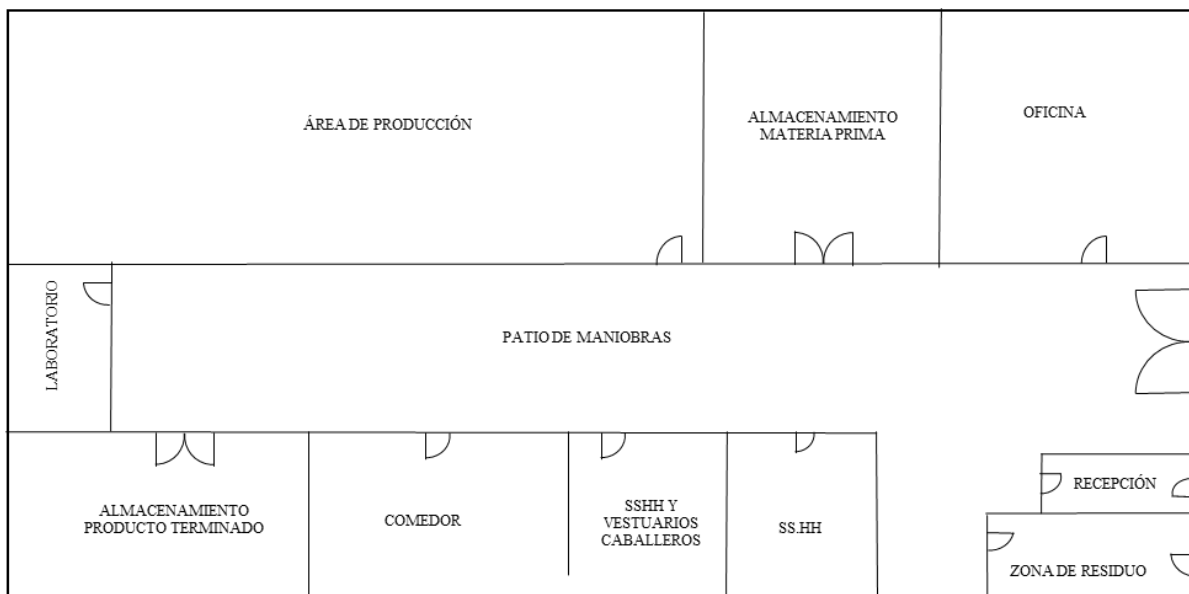 ÁREA DE PRODUCCIÓN
ALMACENAMIENTO
MATERIA PRIMA
OFICINA
LABORATORIO
PATIO DE MANIOBRAS
ALMACENAMIENTO
PRODUCTO TERMINADO
COMEDOR
SSHH Y
VESTUARIOS
CABALLEROS
SS.HH
RECEPCIÓN
ZONA DE RESIDUO